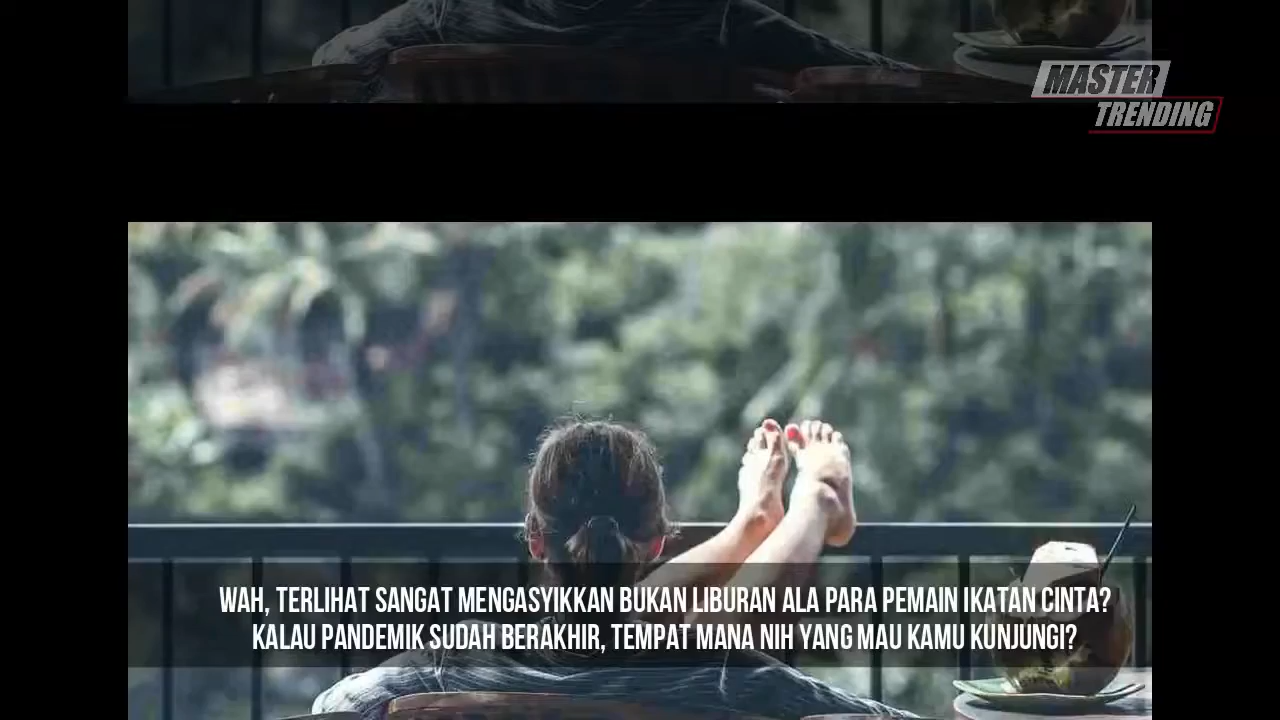 MASTER
TRENDING
WAH, TERLIHAT SANGAT MENGASYIKKAN BUKAN LIBURAN ALA PARA PEMAIN IKATAN CINTA?
KALAU PANDEMIK SUDAH BERAKHIR, TEMPAT MANA NIH YANG MAU KAMU KUNJUNGI?